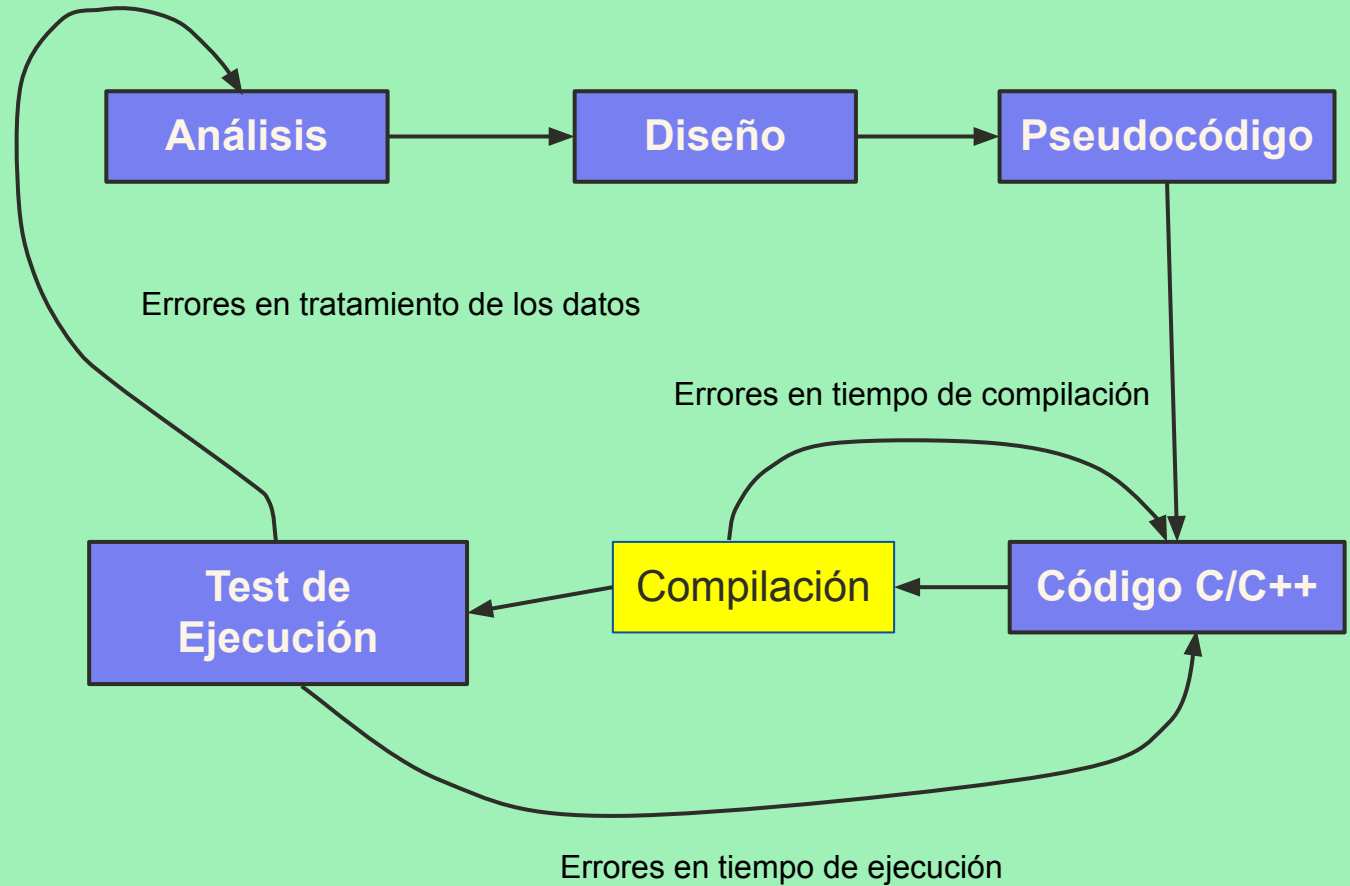 Análisis
Diseño
Pseudocódigo
Errores en tratamiento de los datos
Errores en tiempo de compilación
Test de
Ejecución
Compilación
Código C/C++
Errores en tiempo de ejecución